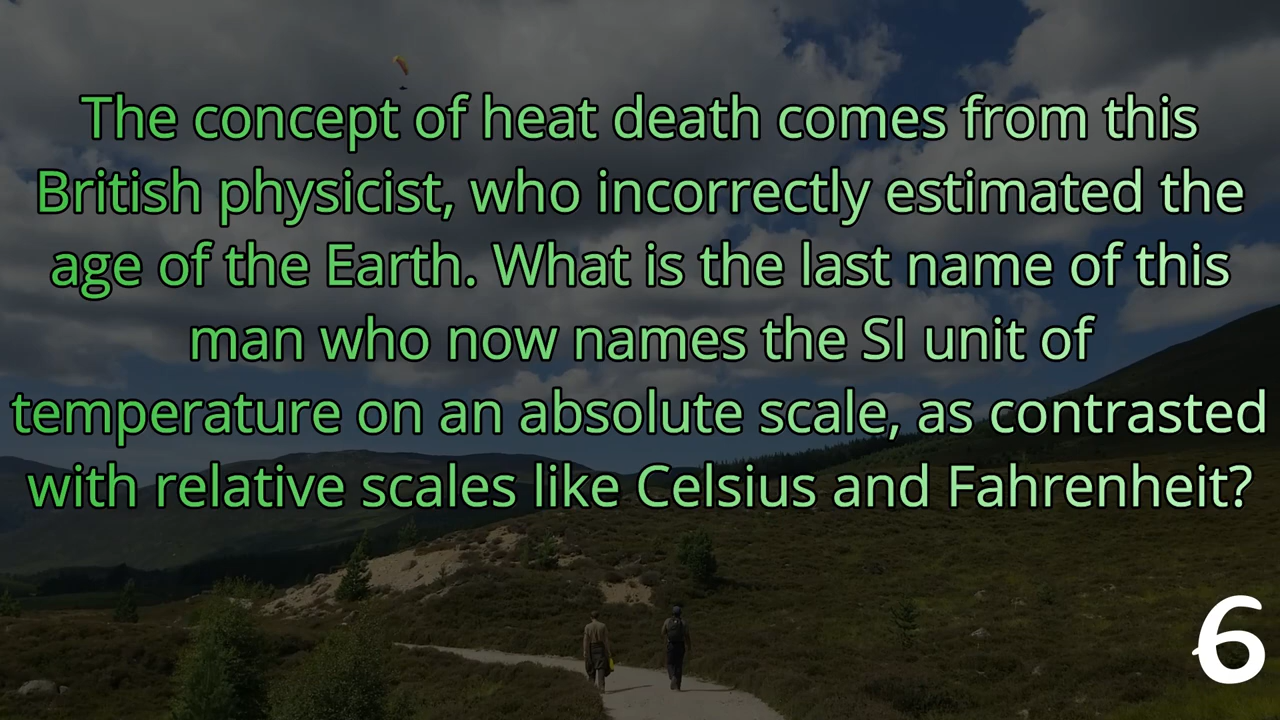 The concept of heat death comes from this
British physicist, who incorrectly estimated the
age of the Earth. What is the last name of this
man who now names the SI unit of
temperature on an absolute scale, as contrasted
with relative scales like Celsius and Fahrenheit?
6